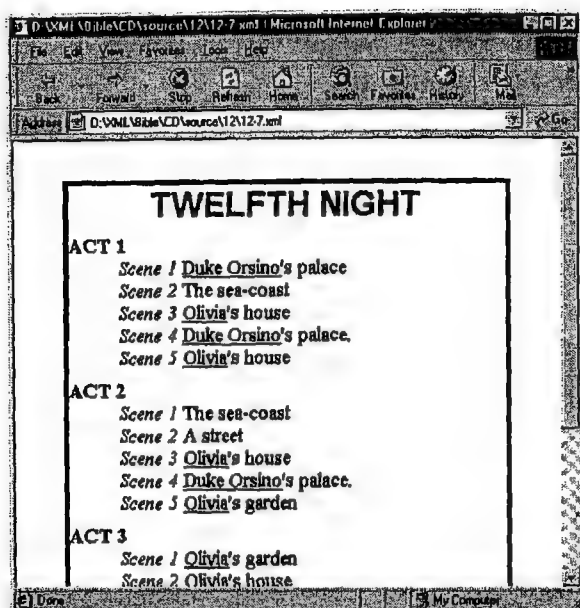 D:\XML\Bible\CD\source\12\12-7.xml | Microsoft Internet Explorer
File Edit View Favorites Tools Help
Back Forward Stop Refresh Home Search Favorites History Mail
Address D:\XML\Bible\CD\source\12\12-7.xml Go
TWELFTH NIGHT
ACT 1
Scene 1 Duke Orsino's palace
Scene 2 The sea-coast
Scene 3 Olivia's house
Scene 4 Duke Orsino's palace.
Scene 5 Olivia's house
ACT 2
Scene 1 The sea-coast
Scene 2 A street
Scene 3 Olivia's house
Scene 4 Duke Orsino's palace.
Scene 5 Olivia's garden
ACT 3
Scene 1 Olivia's garden
Scene 2 Olivia's house
Done My Computer